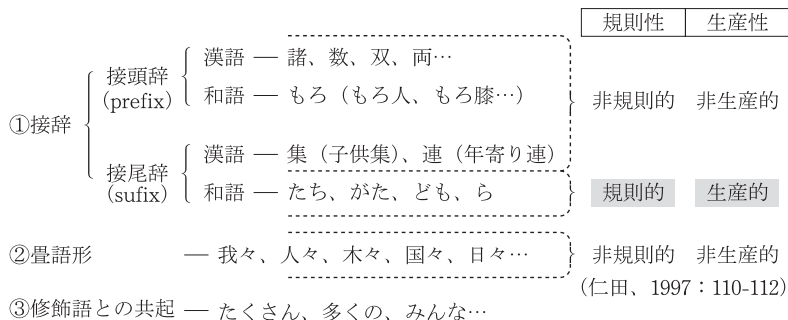 規則性 生産性
漢語 ― 諸、数、双、両…
接頭辞
(prefix)
和語 ― もろ（もろ人、もろ膝…）
非規則的 非生産的
①接辞
漢語 ― 集（子供集）、連（年寄り連）
接尾辞
(sufix)
和語 ― たち、がた、ども、ら
規則的 生産的
②畳語形 ― 我々、人々、木々、国々、日々…
非規則的 非生産的
（仁田、1997：110-112）
③修飾語との共起 ― たくさん、多くの、みんな…